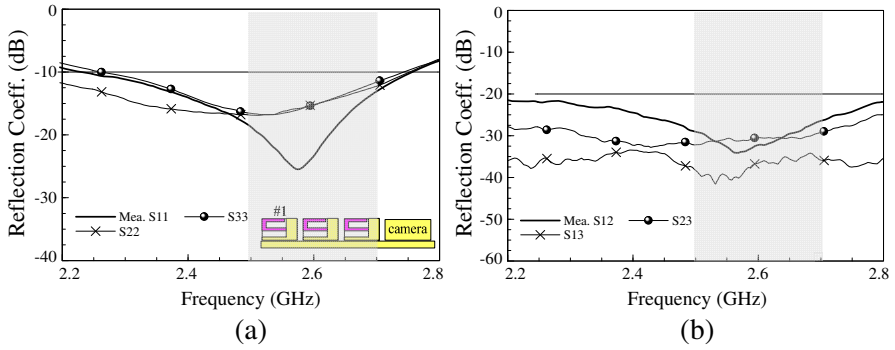 0
-10
-20
-30
-40
Reflection Coeff. (dB)
#1
Mea. S11
S33
S22
camera
2.2
2.4
2.6
2.8
Frequency (GHz)
(a)
0
-10
-20
-30
-40
-50
-60
Reflection Coeff. (dB)
Mea. S12
S23
S13
2.2
2.4
2.6
2.8
Frequency (GHz)
(b)